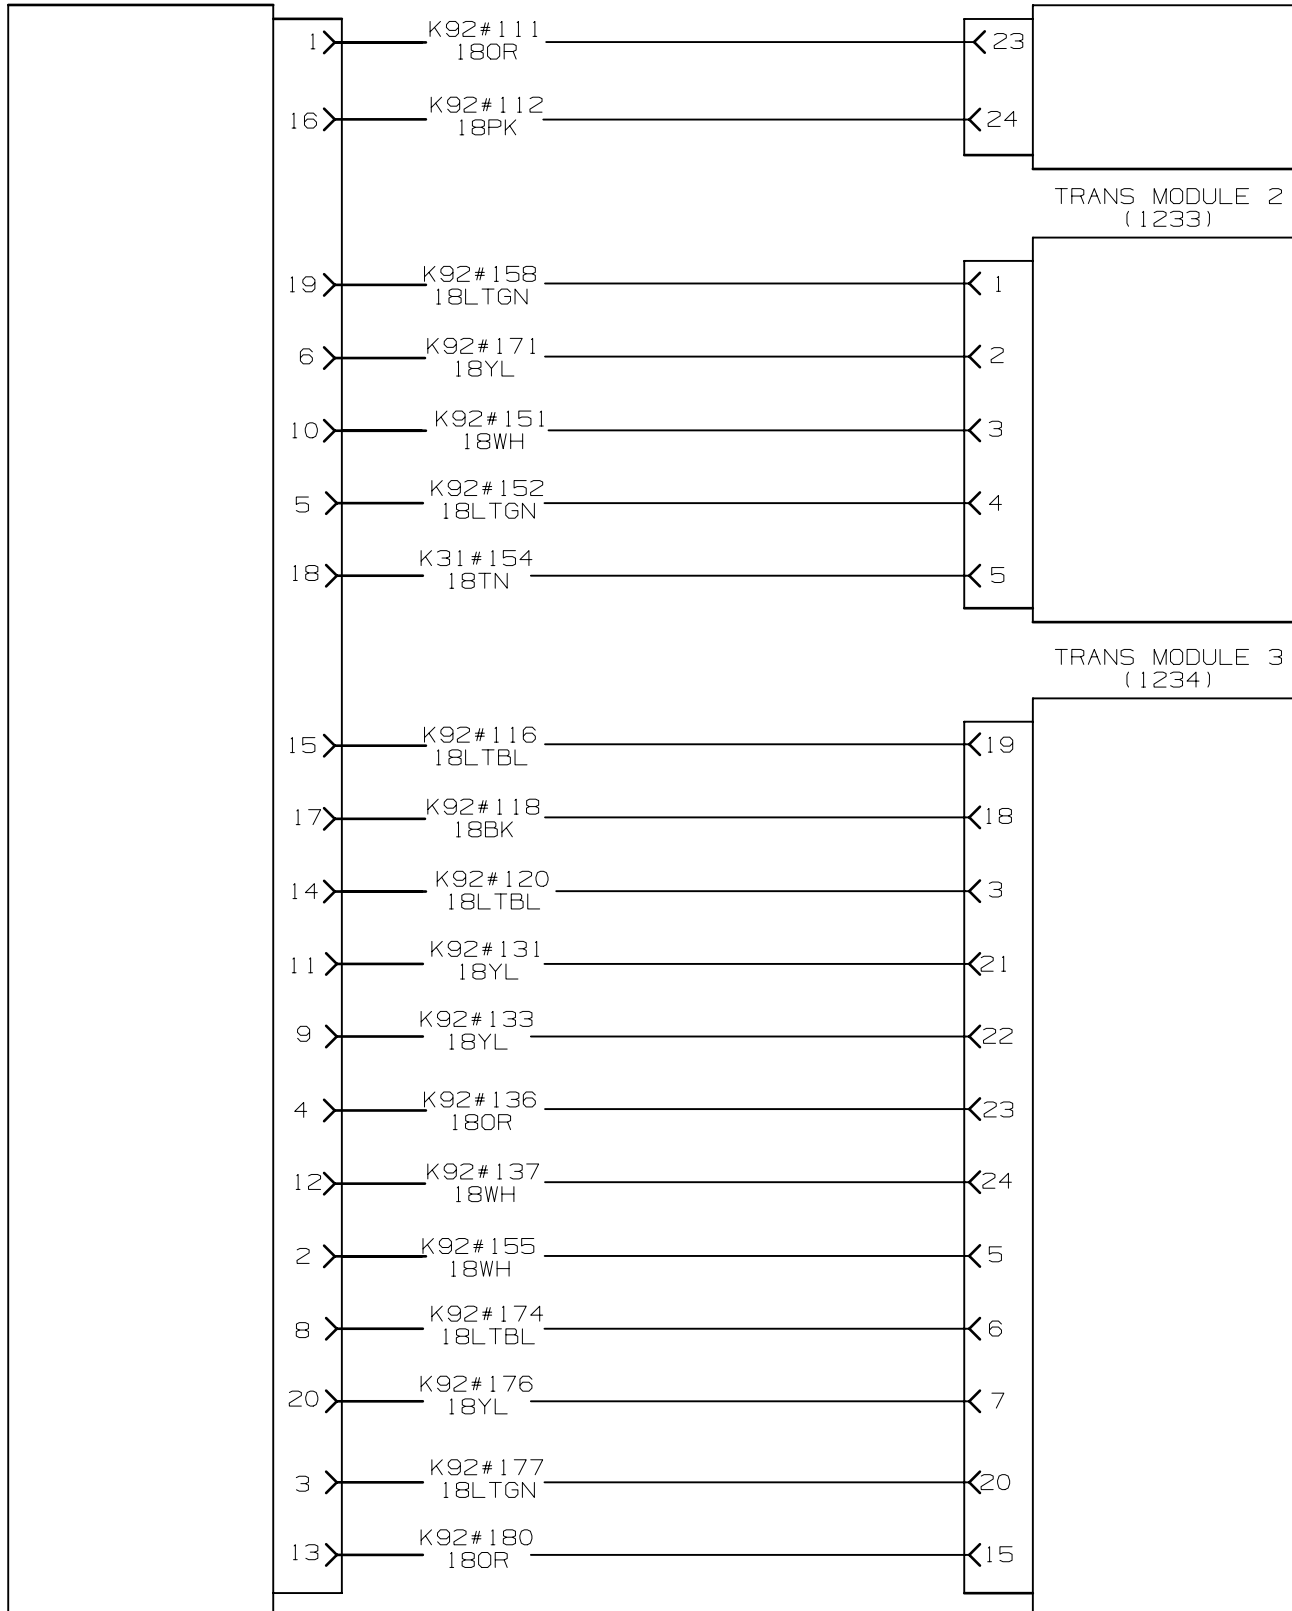 1 K92#111 23
18OR
16 K92#112 24
18PK
TRANS MODULE 2
(1233)
19 K92#158 1
18LTGN
6 K92#171 2
18YL
10 K92#151 3
18WH
5 K92#152 4
18LTGN
18 K31#154 5
18TN
TRANS MODULE 3
(1234)
15 K92#116 19
18LTBL
17 K92#118 18
18BK
14 K92#120 3
18LTBL
11 K92#131 21
18YL
9 K92#133 22
18YL
4 K92#136 23
18OR
12 K92#137 24
18WH
2 K92#155 5
18WH
8 K92#174 6
18LTBL
20 K92#176 7
18YL
3 K92#177 20
18LTGN
13 K92#180 15
18OR